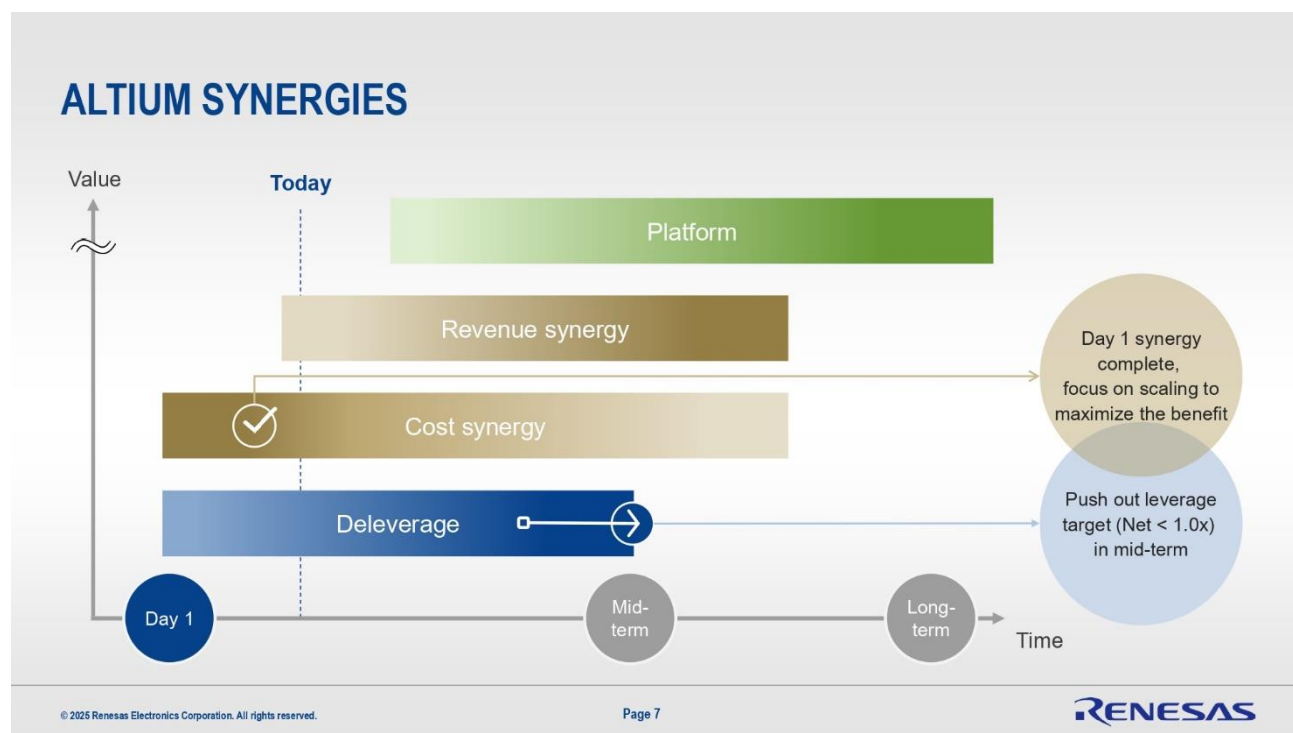 ALTIUM SYNERGIES
Value
Today
Platform
Revenue synergy
Cost synergy
Deleverage
Day 1 synergy
complete,
focus on scaling to
maximize the benefit
Push out leverage
target (Net < 1.0x)
in mid-term
Day 1
Mid-
term
Long-
term
Time
© 2025 Renesas Electronics Corporation. All rights reserved.
Page 7
RENESAS